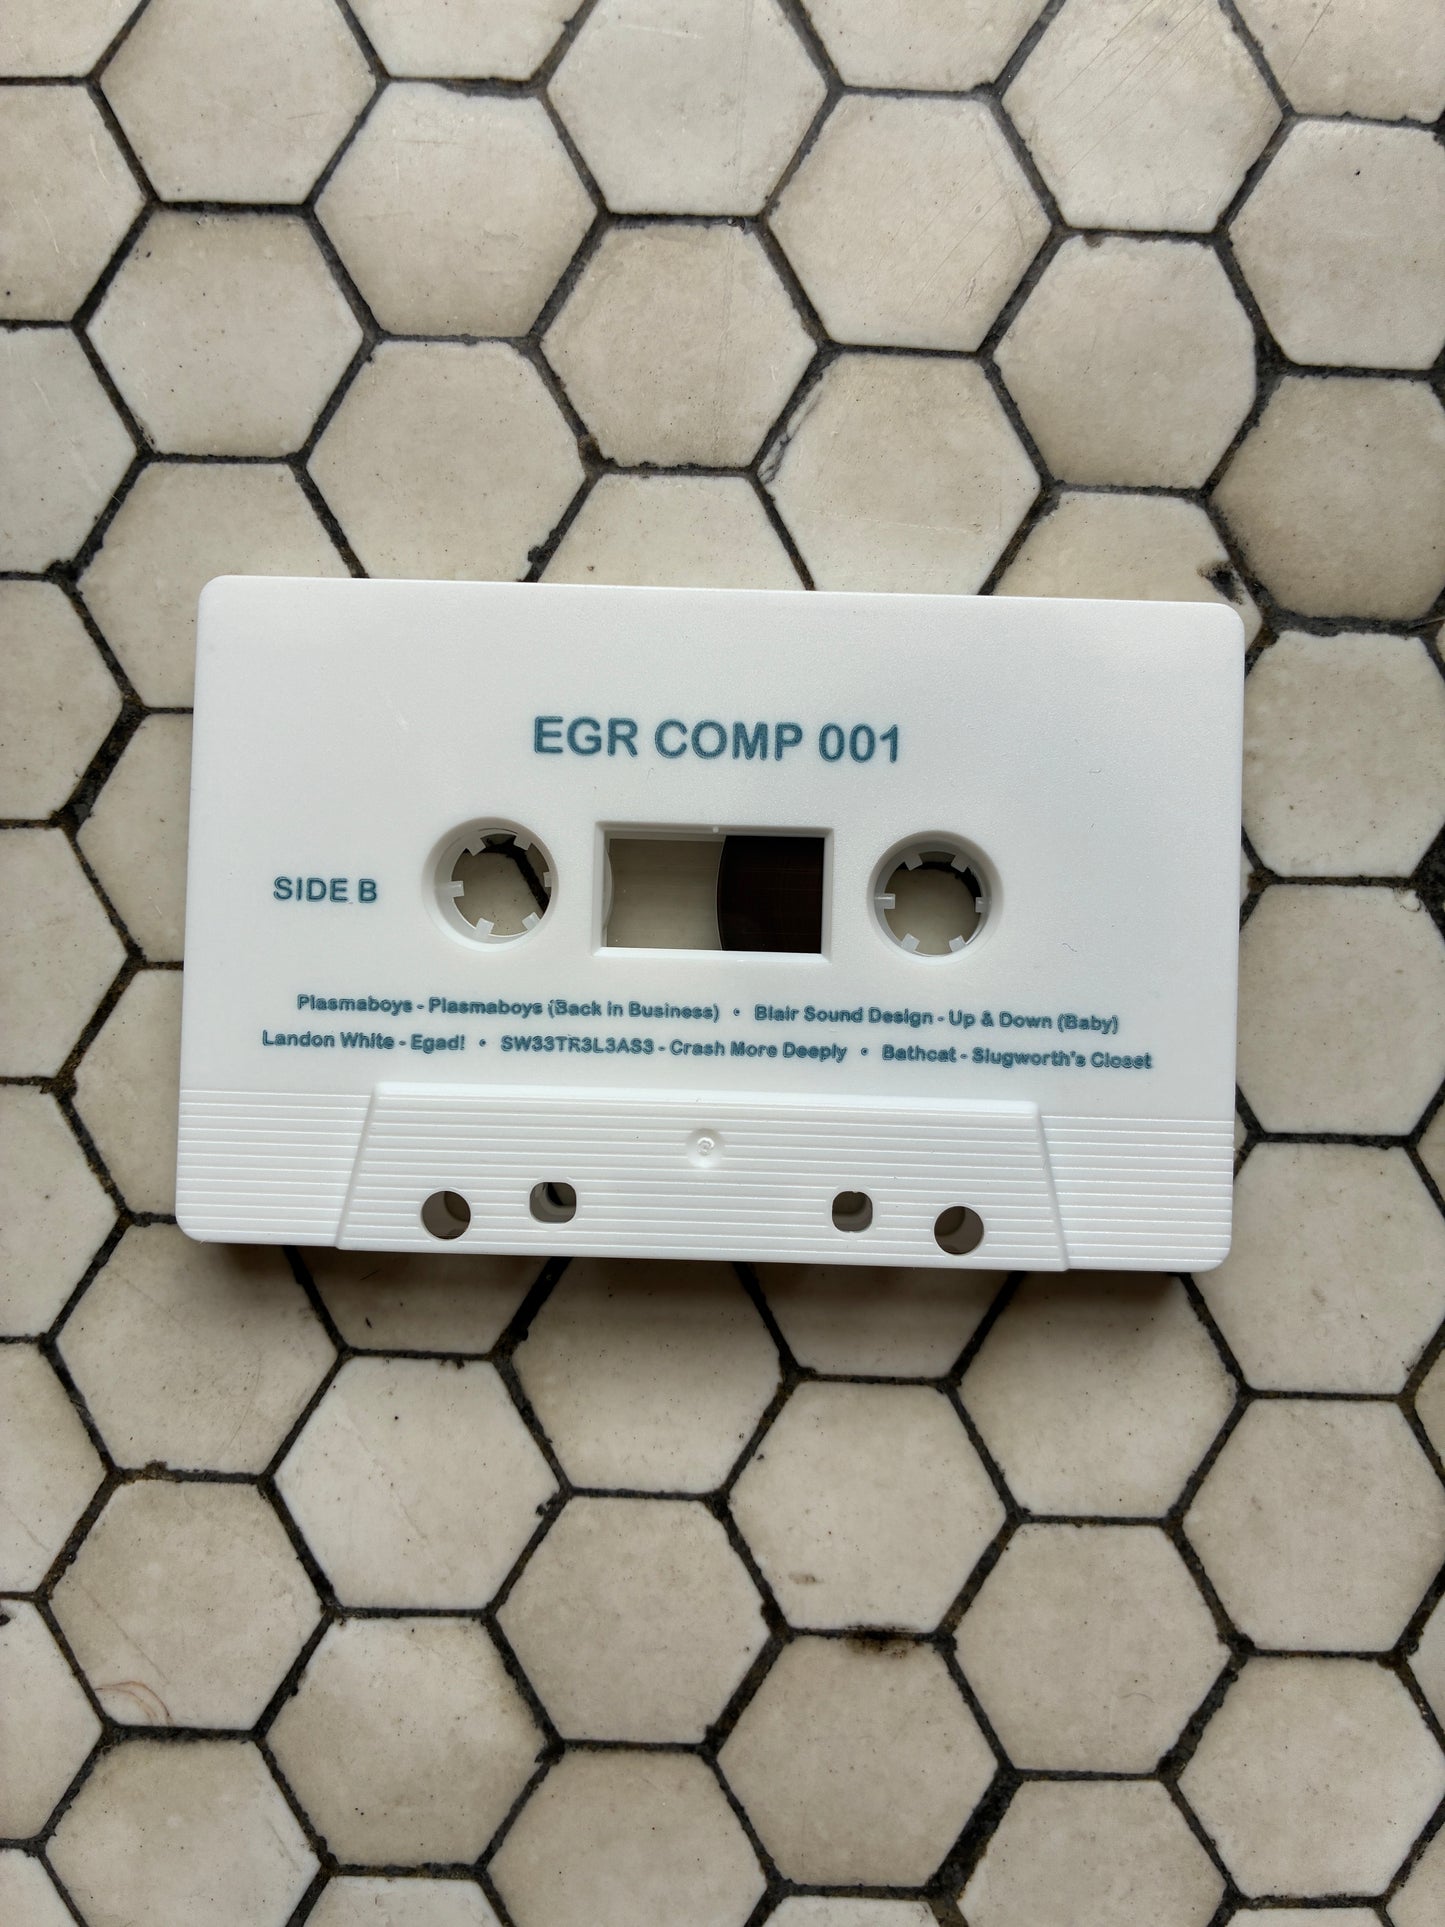 EGR COMP 001
SIDE B
Plasmaboys - Plasmaboys (Back in Business) • Blair Sound Design - Up & Down (Baby)
Landon White - Egad! • SW33TR3L3AS3 - Crash More Deeply • Bathcat - Slugworth's Closet